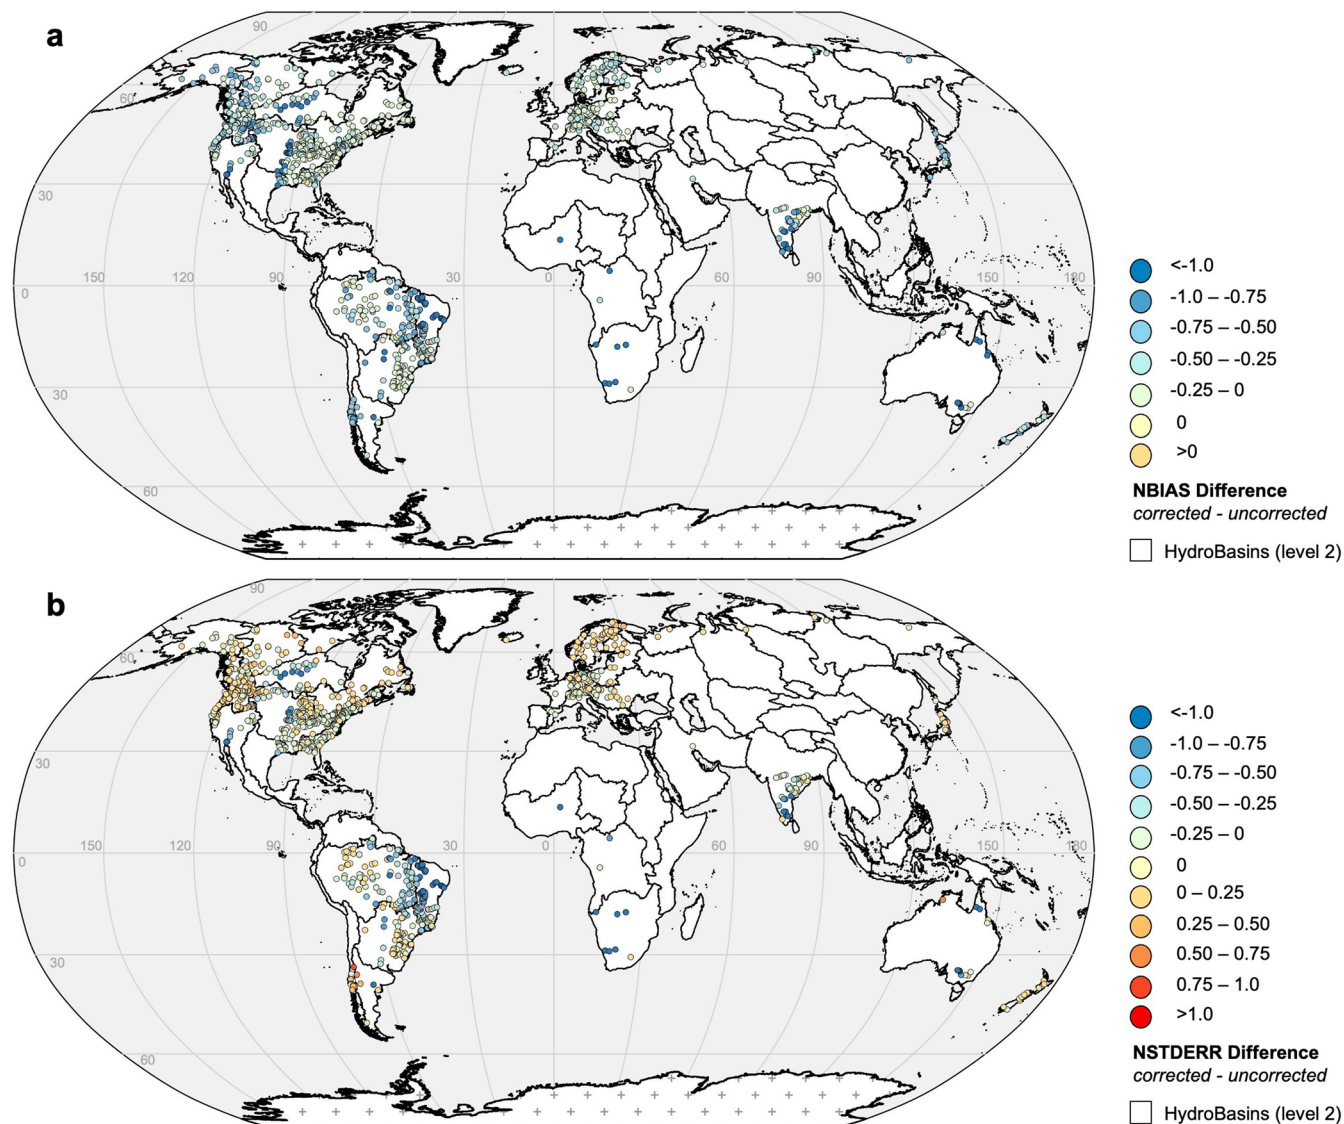 a
90
60
30
150
120
90
30
0
60
90
150
180
0
30
60
<-1.0
-1.0 – -0.75
-0.75 – -0.50
-0.50 – -0.25
-0.25 – 0
0
>0
NBIAS Difference
corrected - uncorrected
HydroBasins (level 2)
b
90
60
30
150
120
90
30
0
60
90
150
180
0
30
60
<-1.0
-1.0 – -0.75
-0.75 – -0.50
-0.50 – -0.25
-0.25 – 0
0
0 – 0.25
0.25 – 0.50
0.50 – 0.75
0.75 – 1.0
>1.0
NSTDERR Difference
corrected - uncorrected
HydroBasins (level 2)